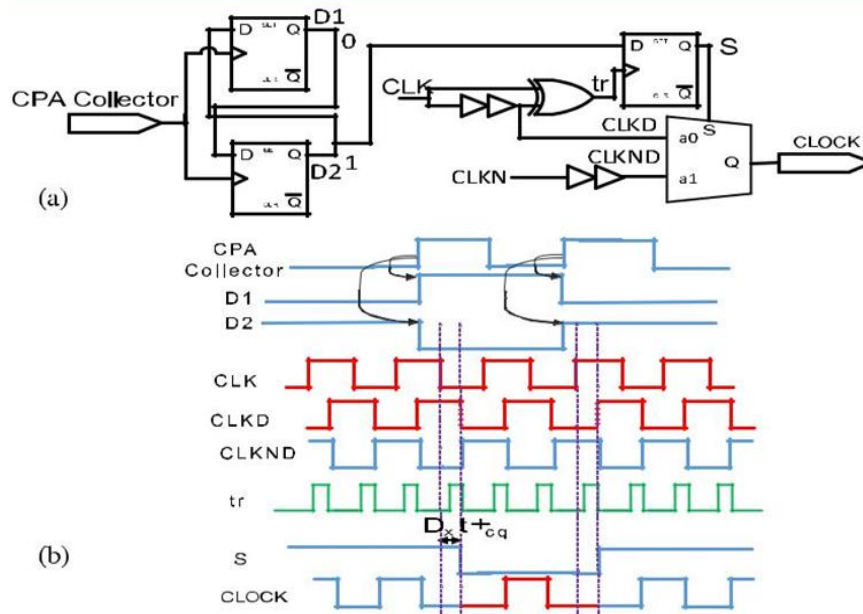 D1
D Q
0
Q
CPA Collector
D Q
D2
1
Q
(a)
CLK
tr
D Q
S
Q
CLKD
S
a0
Q
CLOCK
CLKND
a1
CLKN
CPA
Collector
D1
D2
CLK
CLKD
CLKND
tr
Dx t+cq
(b)
S
CLOCK